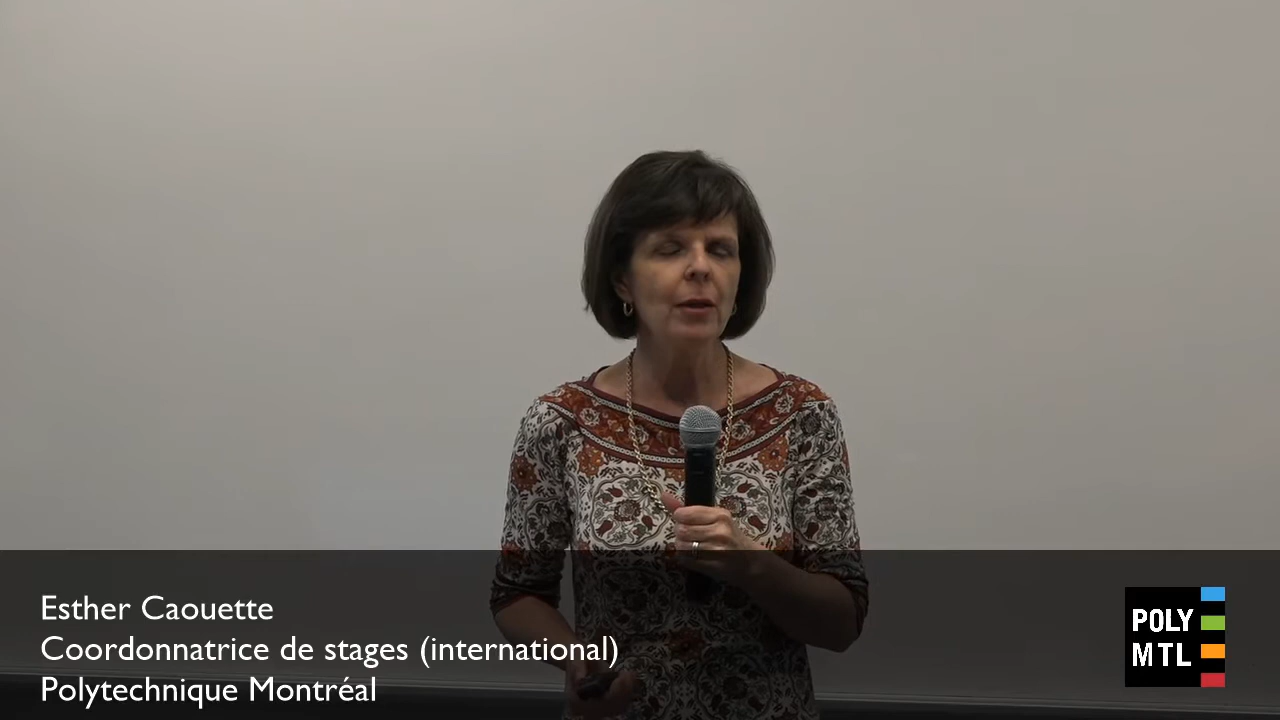 Esther Caouette
Coordonnatrice de stages (international)
Polytechnique Montréal
POLY
MTL